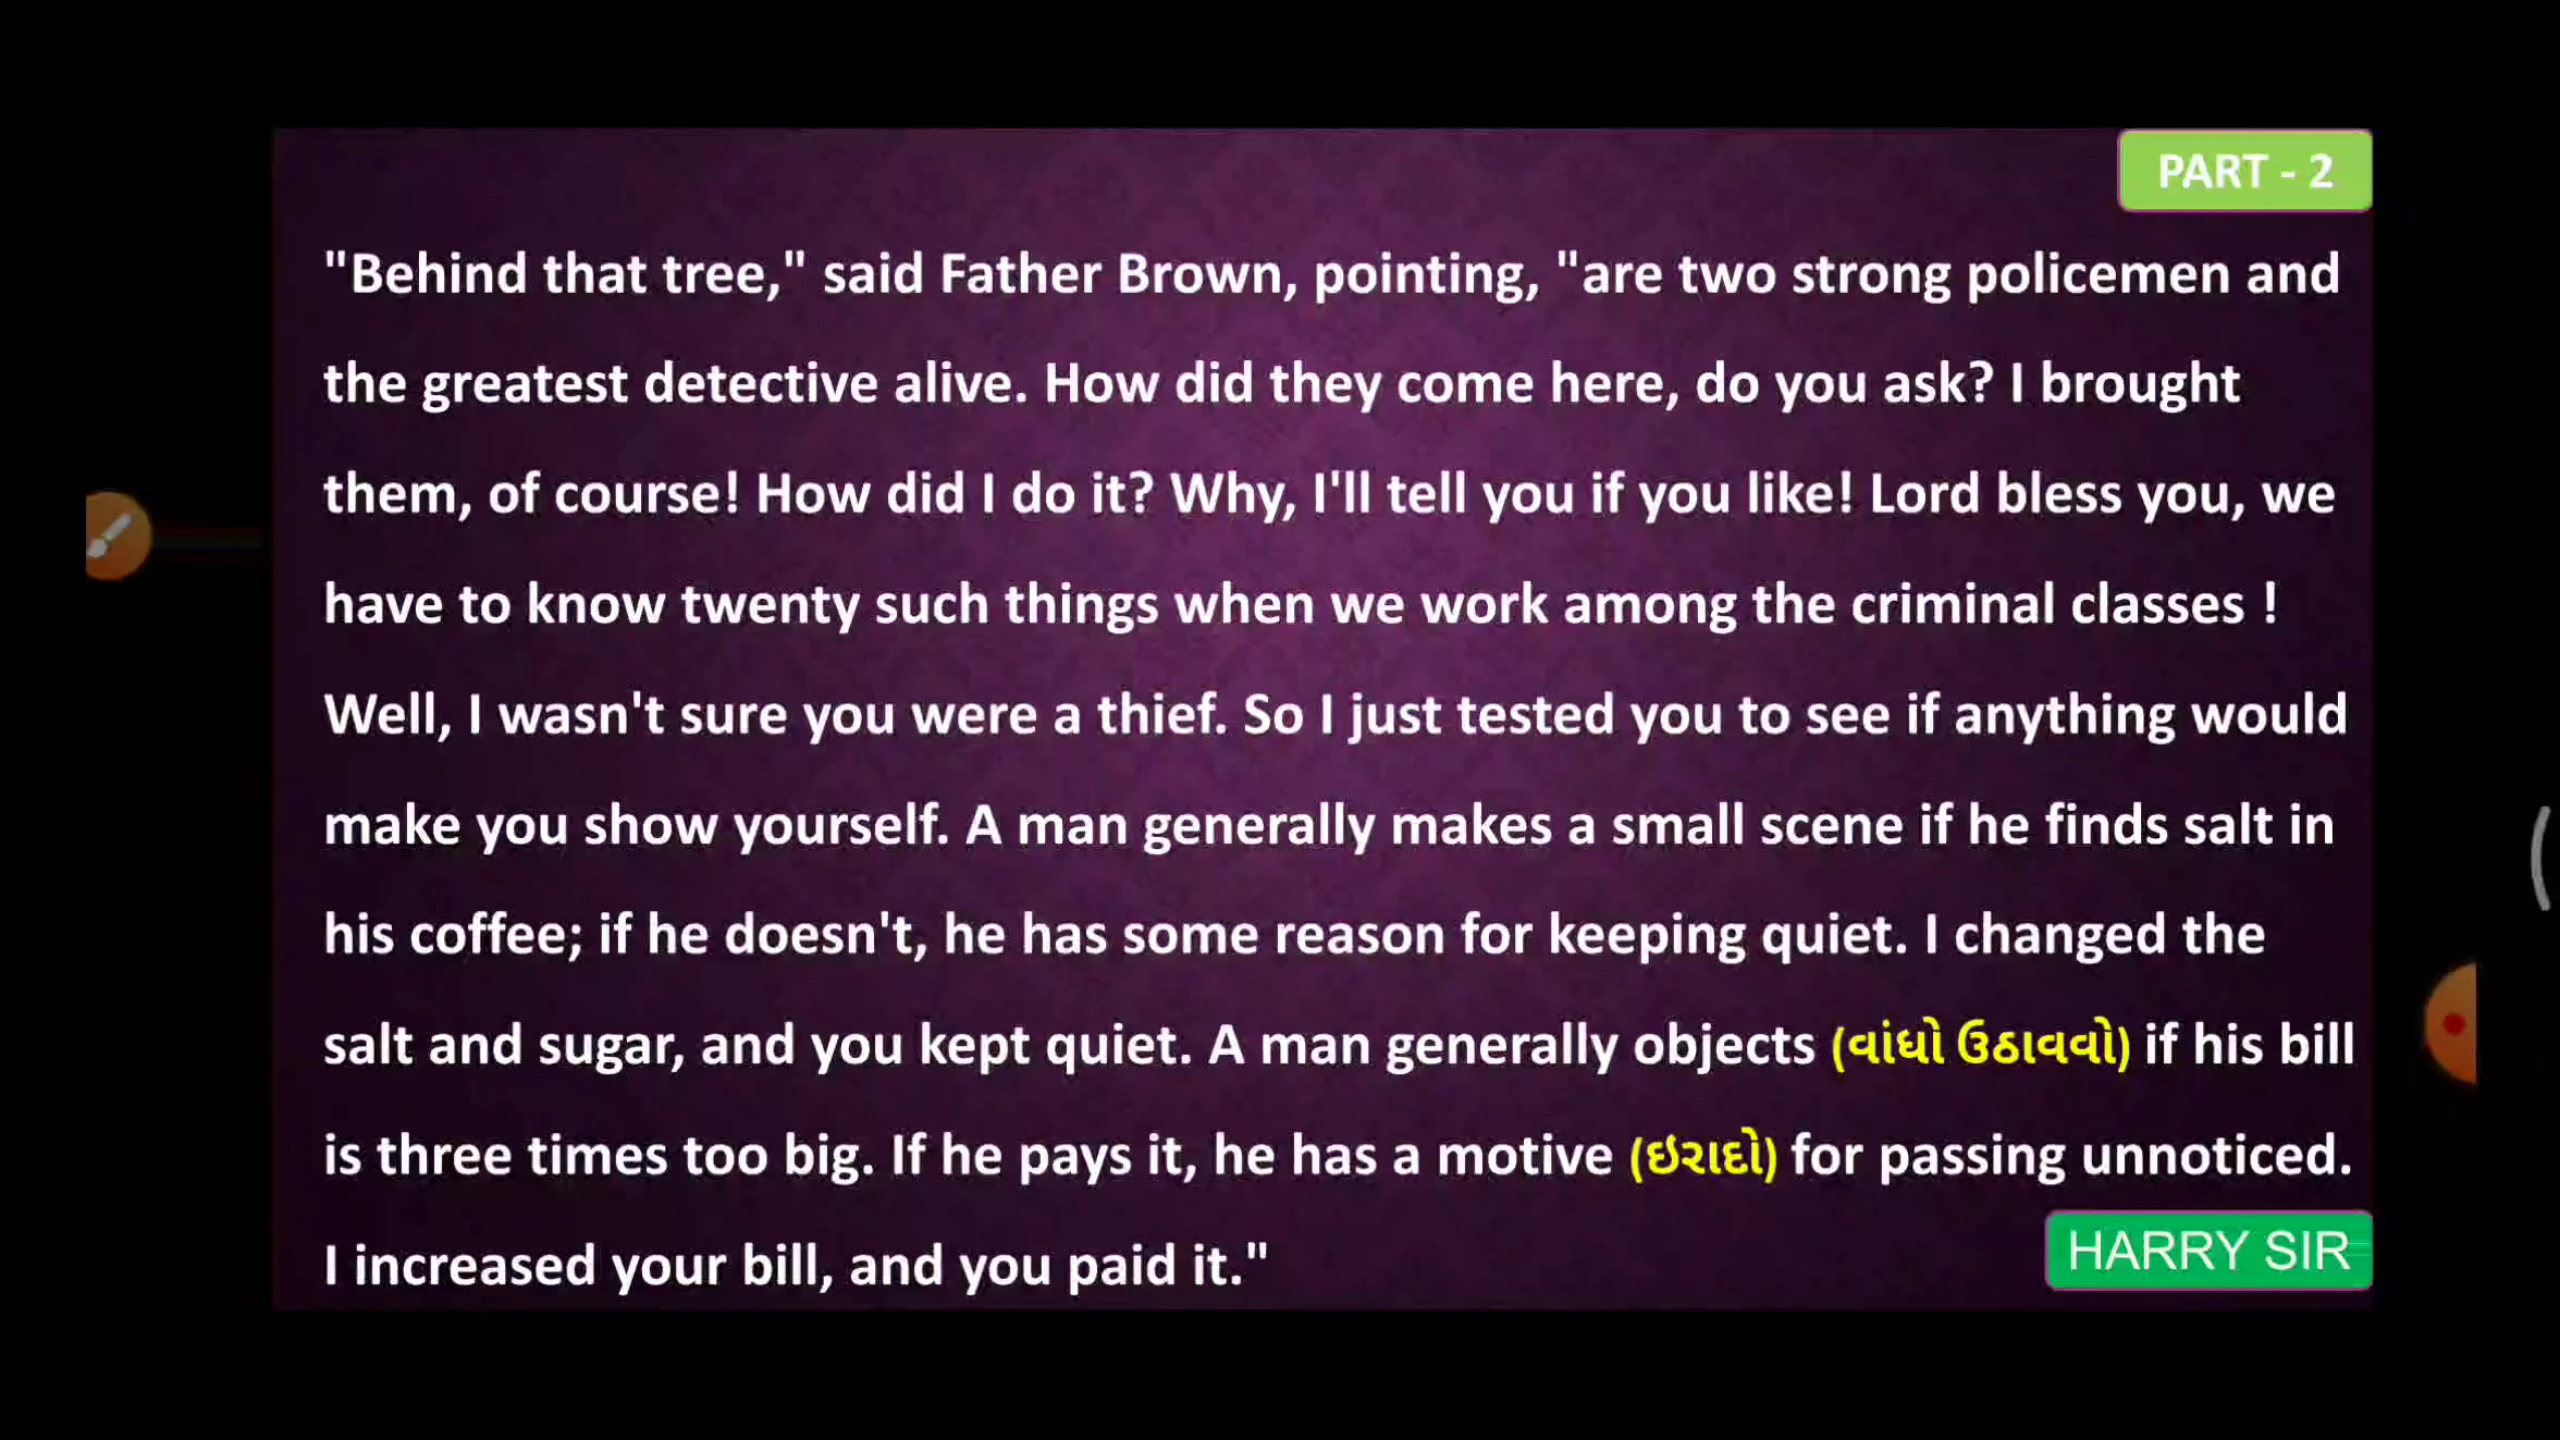 PART - 2
"Behind that tree," said Father Brown, pointing, "are two strong policemen and
the greatest detective alive. How did they come here, do you ask? I brought
them, of course! How did I do it? Why, I'll tell you if you like! Lord bless you, we
have to know twenty such things when we work among the criminal classes !
Well, I wasn't sure you were a thief. So I just tested you to see if anything would
make you show yourself. A man generally makes a small scene if he finds salt in
his coffee; if he doesn't, he has some reason for keeping quiet. I changed the
salt and sugar, and you kept quiet. A man generally objects (વાંધો ઉઠાવવો) if his bill
is three times too big. If he pays it, he has a motive (ઇરાદો) for passing unnoticed.
I increased your bill, and you paid it."
HARRY SIR